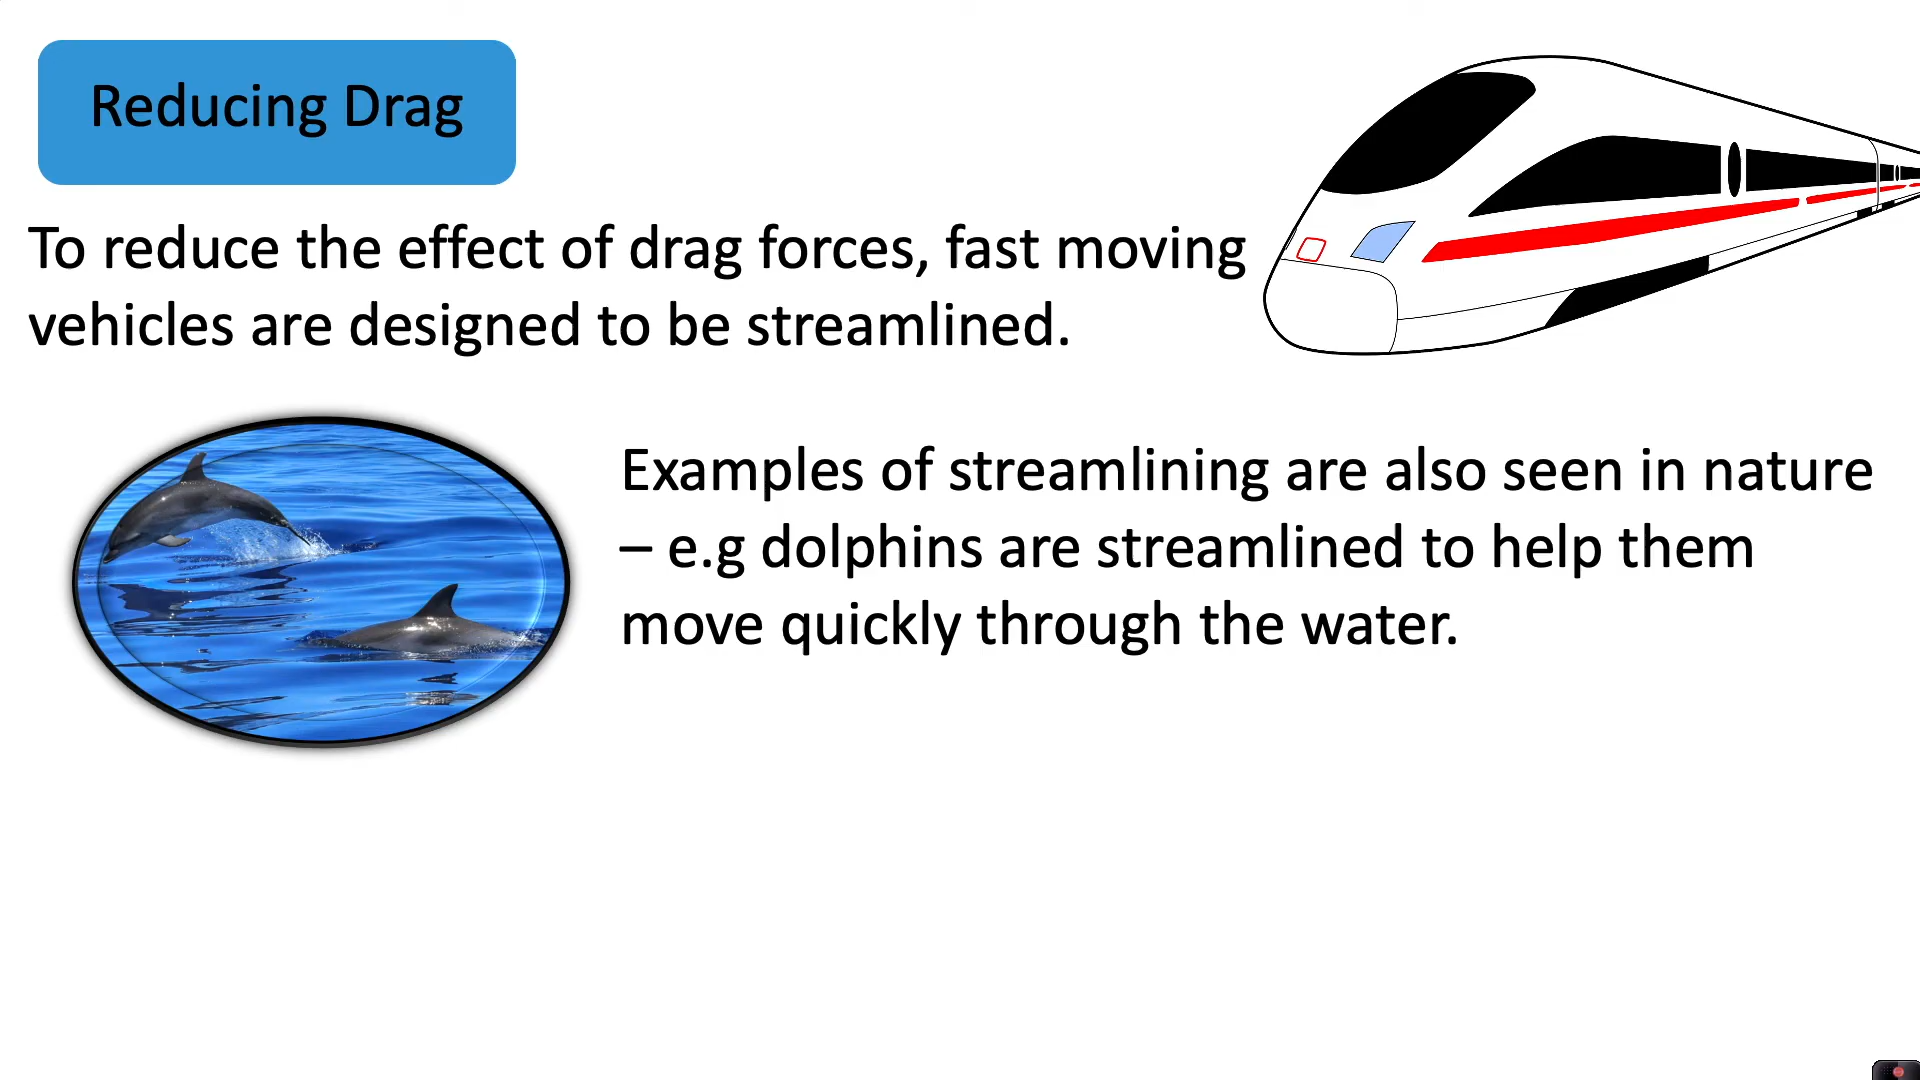 Reducing Drag
To reduce the effect of drag forces, fast moving
vehicles are designed to be streamlined.
Examples of streamlining are also seen in nature
– e.g dolphins are streamlined to help them
move quickly through the water.